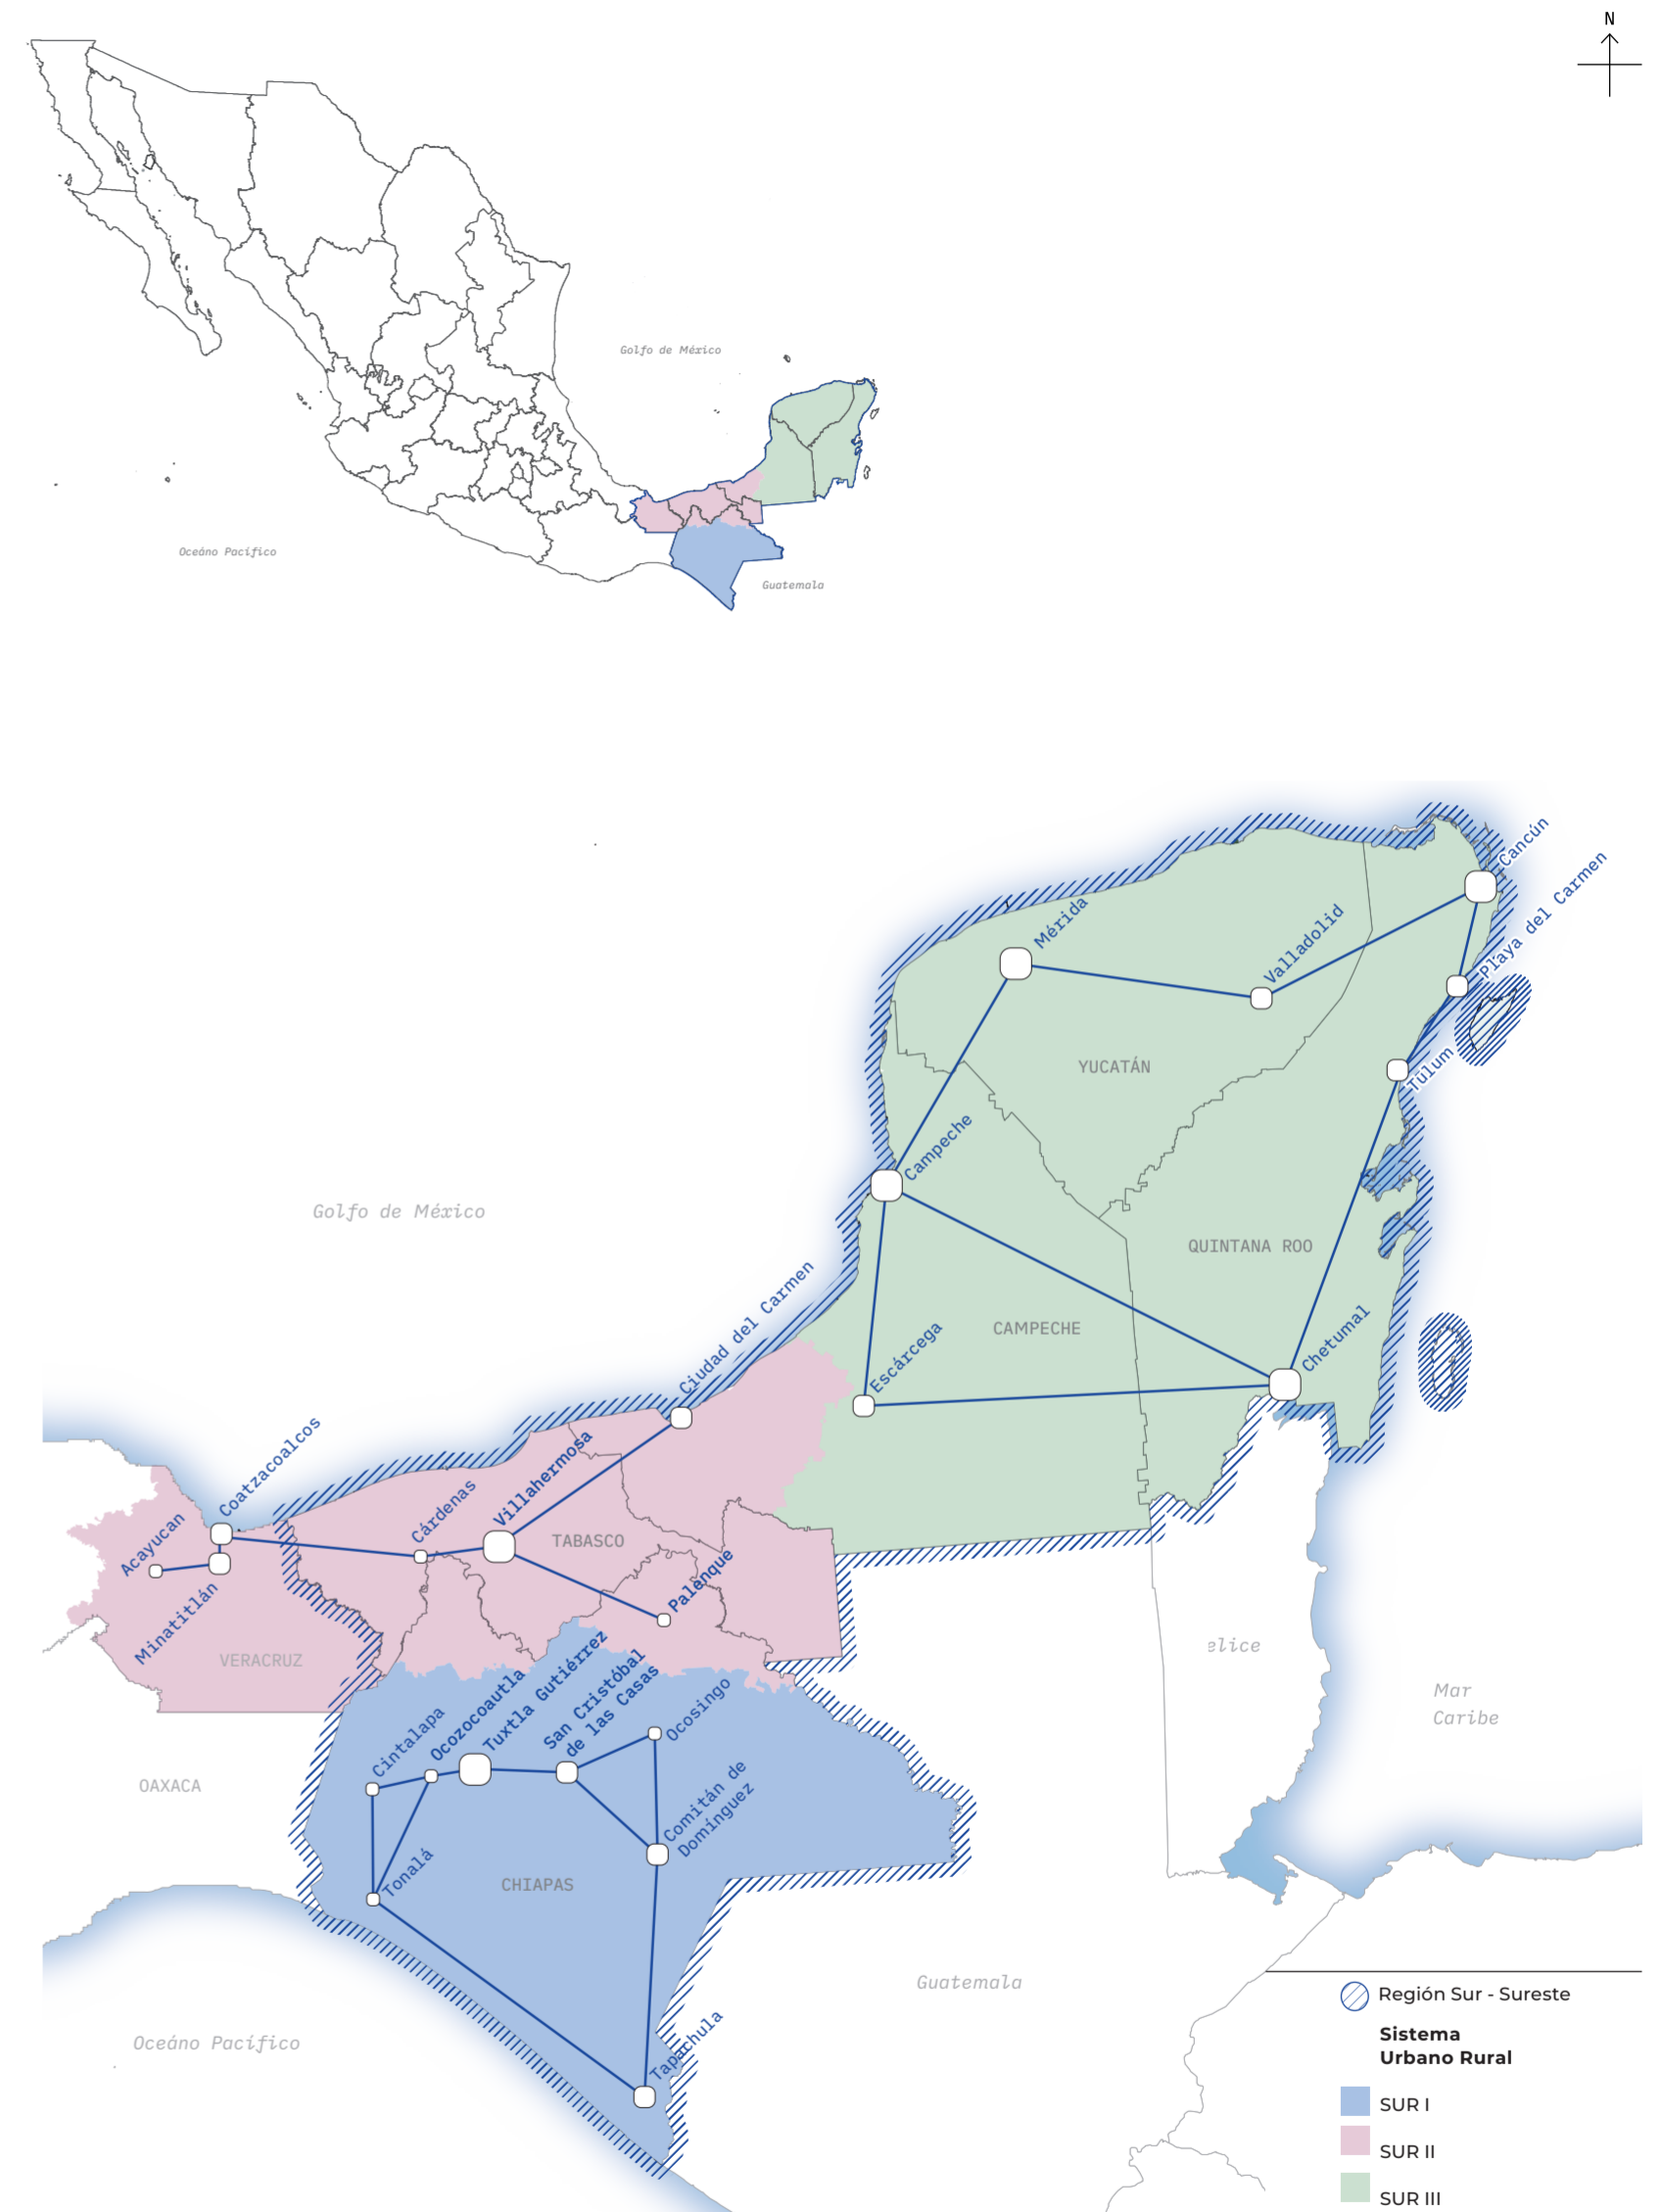 N
Golfo de México
Oceáno Pacífico
Guatemala
Cancún
Playa del Carmen
Mérida
Valladolid
Túlum
YUCATÁN
Campeche
Golfo de México
QUINTANA ROO
Ciudad del Carmen
CAMPECHE
Chetumal
Escárcega
Coatzacoalcos
Villahermosa
Cárdenas
Acayucan
TABASCO
Palenque
Minatitlán
VERACRUZ
elice
Mar
Caribe
Cintalapa
Ocozocoautla
Tuxtla Gutiérrez
San Cristóbal
de las Casas
Ocosingo
OAXACA
Comitán de
Domínguez
Tonalá
CHIAPAS
Guatemala
Oceáno Pacífico
Tapachula
Región Sur - Sureste
Sistema
Urbano Rural
SUR I
SUR II
SUR III